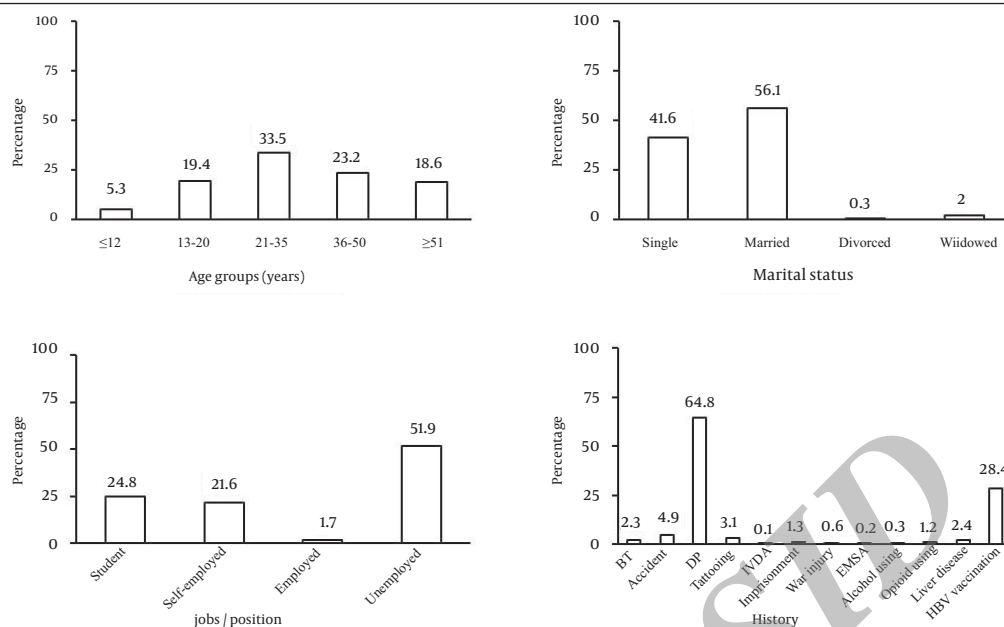 100
75
50
25
0
Percentage
5.3
19.4
33.5
23.2
18.6
≤12
13-20
21-35
36-50
≥51
Age groups (years)
100
75
50
25
0
Percentage
41.6
56.1
0.3
2
Single
Married
Divorced
Wiidowed
Marital status
100
75
50
25
0
Percentage
24.8
21.6
1.7
51.9
Student
Self-employed
Employed
Unemployed
jobs / position
100
75
50
25
0
Percentage
2.3
4.9
64.8
3.1
0.1
1.3
0.6
0.2
0.3
1.2
2.4
28.4
BT
Accident
DP
Tattooing
IVDA
Imprisonment
War injury
EMSA
Alcohol using
Opioid using
Liver disease
HBV vaccination
History
SID